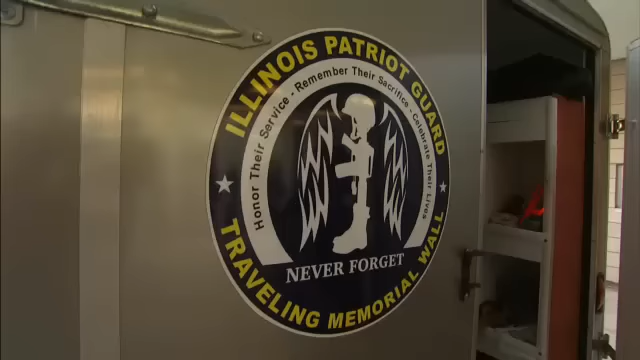 ILLINOIS PATRIOT GUARD
Honor Their Service - Remember Their Sacrifice - Celebrate Their Lives
NEVER FORGET
TRAVELING MEMORIAL WALL